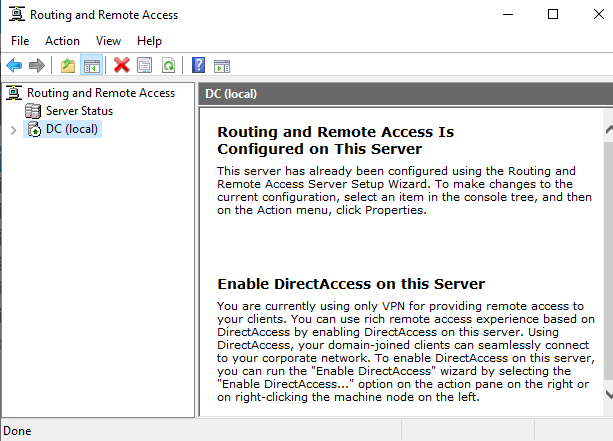 Routing and Remote Access
File Action View Help
Routing and Remote Access
Server Status
DC (local)
DC (local)
Routing and Remote Access Is
Configured on This Server
This server has already been configured using the Routing and
Remote Access Server Setup Wizard. To make changes to the
current configuration, select an item in the console tree, and then
on the Action menu, click Properties.
Enable DirectAccess on this Server
You are currently using only VPN for providing remote access to
your clients. You can use rich remote access experience based on
DirectAccess by enabling DirectAccess on this server. Using
DirectAccess, your domain-joined clients can seamlessly connect
to your corporate network. To enable DirectAccess on this server,
you can run the "Enable DirectAccess" wizard by selecting the
"Enable DirectAccess..." option on the action pane on the right or
on right-clicking the machine node on the left.
Done